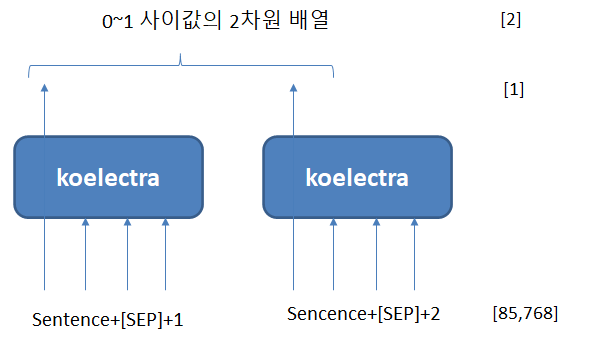 0~1 사이값의 2차원 배열 [2]
[1]
koelectra koelectra
Sentence+[SEP]+1 Sencence+[SEP]+2 [85,768]